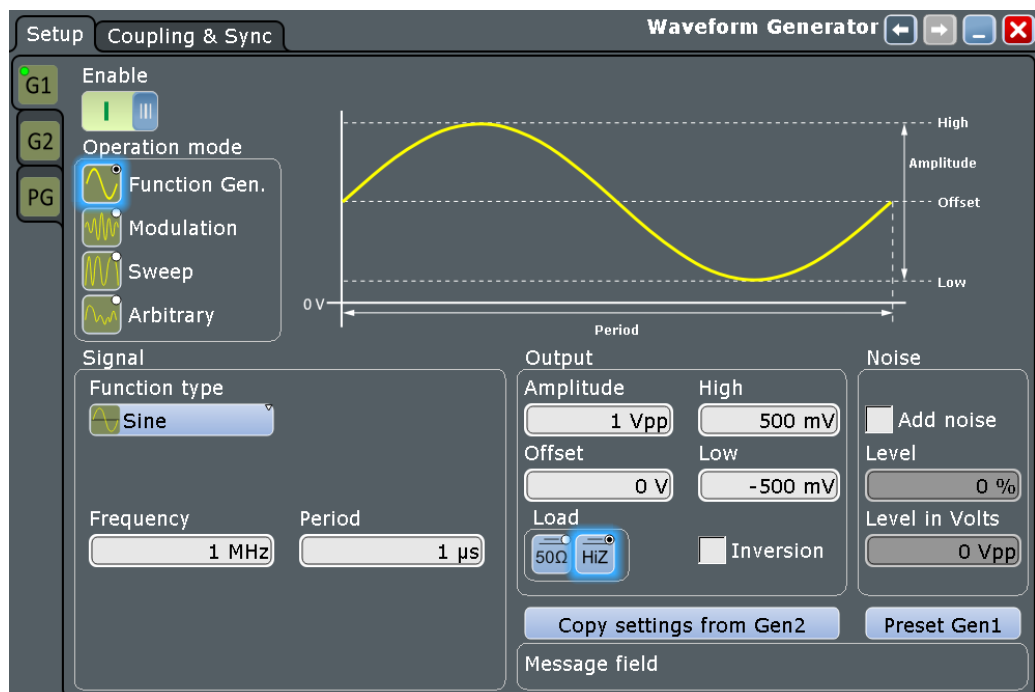 Setup Coupling & Sync Waveform Generator
G1
G2
PG
Enable
Operation mode
Function Gen.
Modulation
Sweep
Arbitrary
High
Amplitude
Offset
Low
0 V
Period
Signal
Function type
Sine
Frequency Period
1 MHz 1 µs
Output
Amplitude High
1 Vpp 500 mV
Offset Low
0 V -500 mV
Load
50Ω HiZ Inversion
Noise
Add noise
Level
0 %
Level in Volts
0 Vpp
Copy settings from Gen2 Preset Gen1
Message field